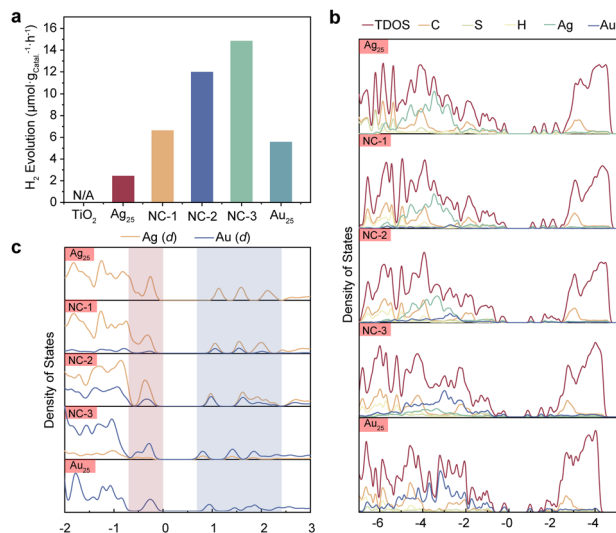 a
H₂ Evolution (μmol·g_Catal.⁻¹·h⁻¹)
16
14
12
10
8
6
4
2
0
N/A
TiO₂ Ag₂₅ NC-1 NC-2 NC-3 Au₂₅
b
TDOS C S H Ag Au
Ag₂₅
NC-1
NC-2
NC-3
Au₂₅
Density of States
-6 -4 -2 -0 -2 -4
c
Ag (d) Au (d)
Ag₂₅
NC-1
NC-2
NC-3
Au₂₅
Density of States
-2 -1 0 1 2 3